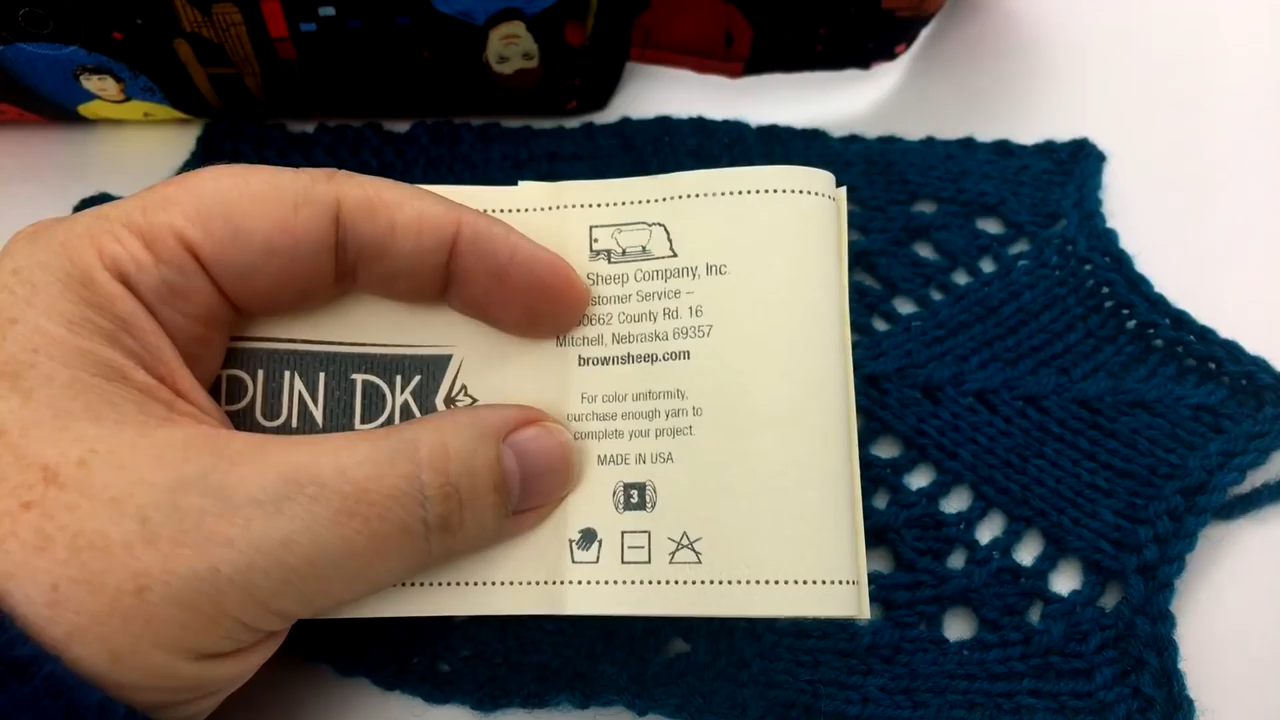 Sheep Company, Inc.
stomer Service –
0662 County Rd. 16
Mitchell, Nebraska 69357
brownsheep.com
For color uniformity,
purchase enough yarn to
complete your project.
MADE IN USA
3
PUN DK